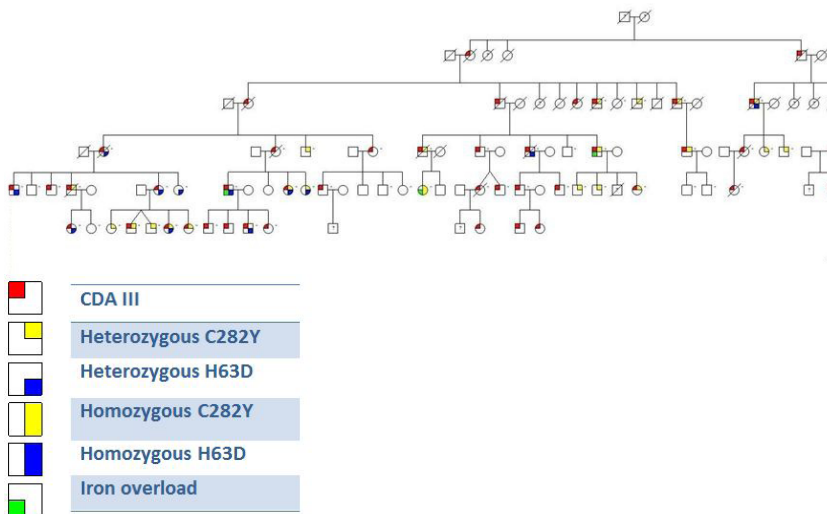 CDA III
Heterozygous C282Y
Heterozygous H63D
Homozygous C282Y
Homozygous H63D
Iron overload